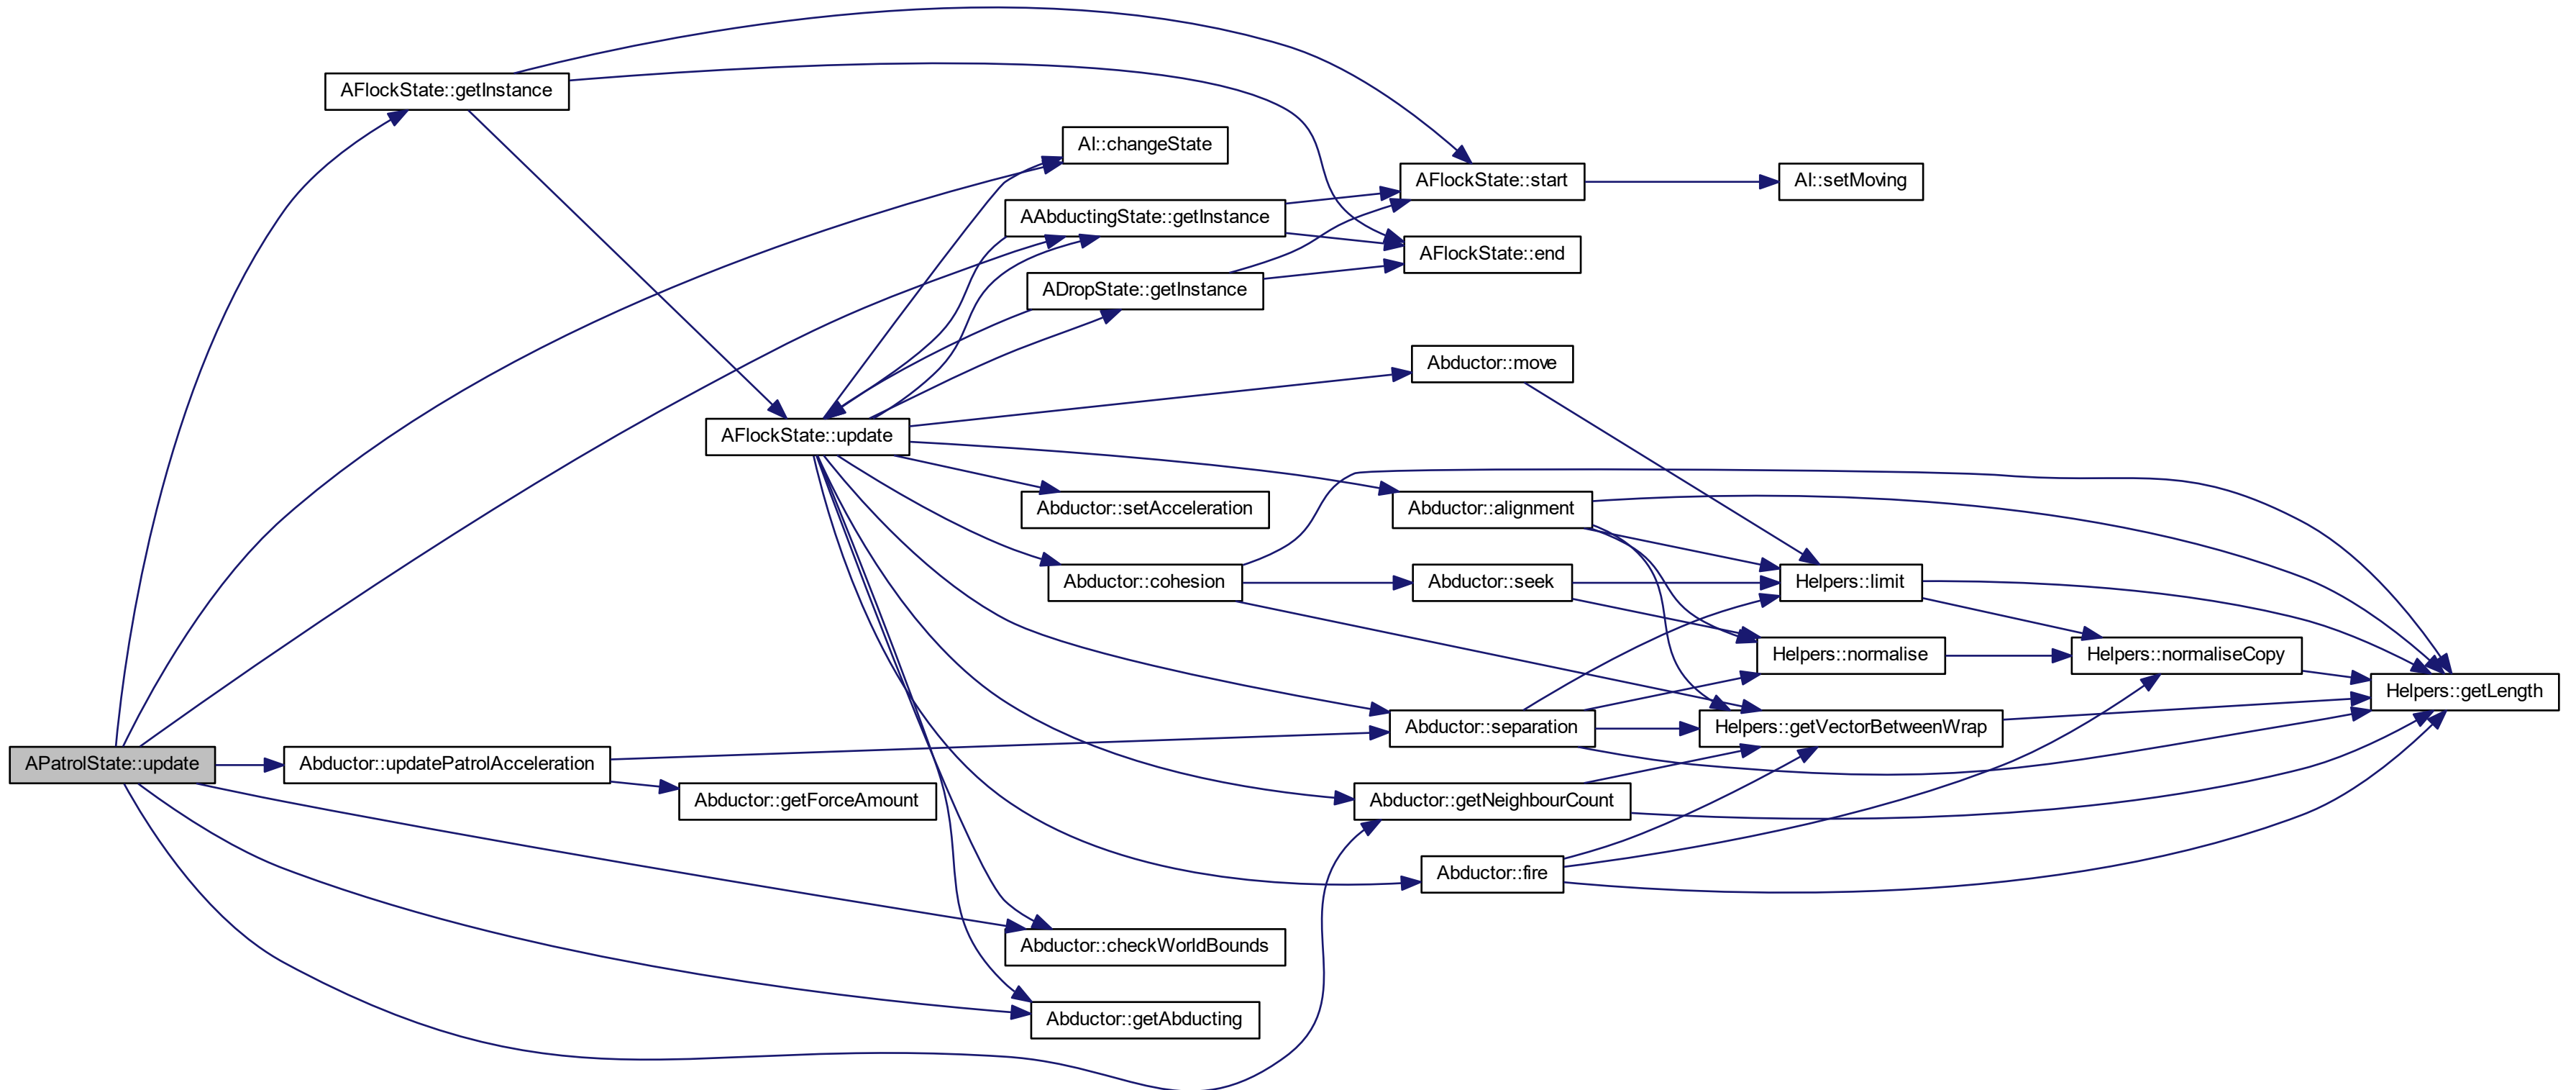 AFlockState::getInstance
AI::changeState
AFlockState::start
AI::setMoving
AAbductingState::getInstance
AFlockState::end
ADropState::getInstance
Abductor::move
AFlockState::update
Abductor::setAcceleration
Abductor::alignment
Abductor::cohesion
Abductor::seek
Helpers::limit
Helpers::normalise
Helpers::normaliseCopy
Helpers::getLength
Abductor::separation
Helpers::getVectorBetweenWrap
APatrolState::update
Abductor::updatePatrolAcceleration
Abductor::getForceAmount
Abductor::getNeighbourCount
Abductor::fire
Abductor::checkWorldBounds
Abductor::getAbducting